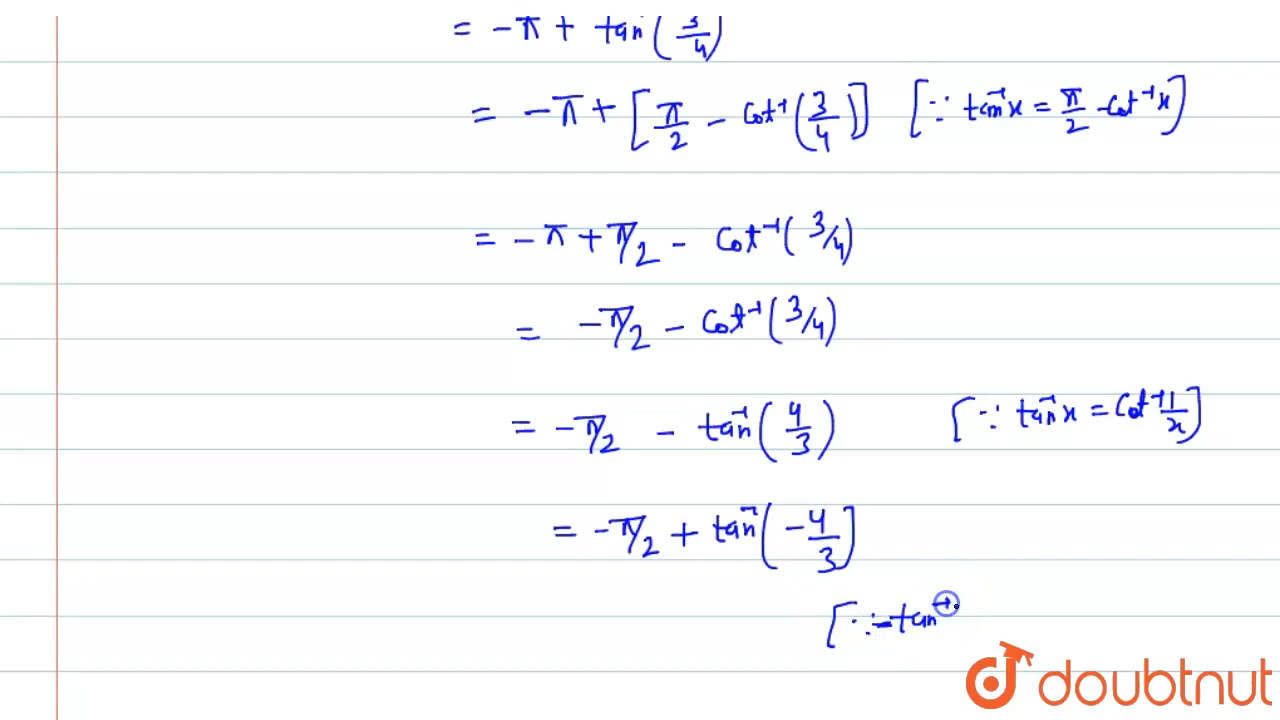 = -π + tan⁻¹(3/4)
= -π + [π/2 - cot⁻¹(3/4)] [∵ tan⁻¹x = π/2 - cot⁻¹x]
= -π + π/2 - cot⁻¹(3/4)
= -π/2 - cot⁻¹(3/4)
= -π/2 - tan⁻¹(4/3) [∵ tan⁻¹x = cot⁻¹ 1/x]
= -π/2 + tan⁻¹(-4/3]
[∵ -tan⁻¹
doubtnut